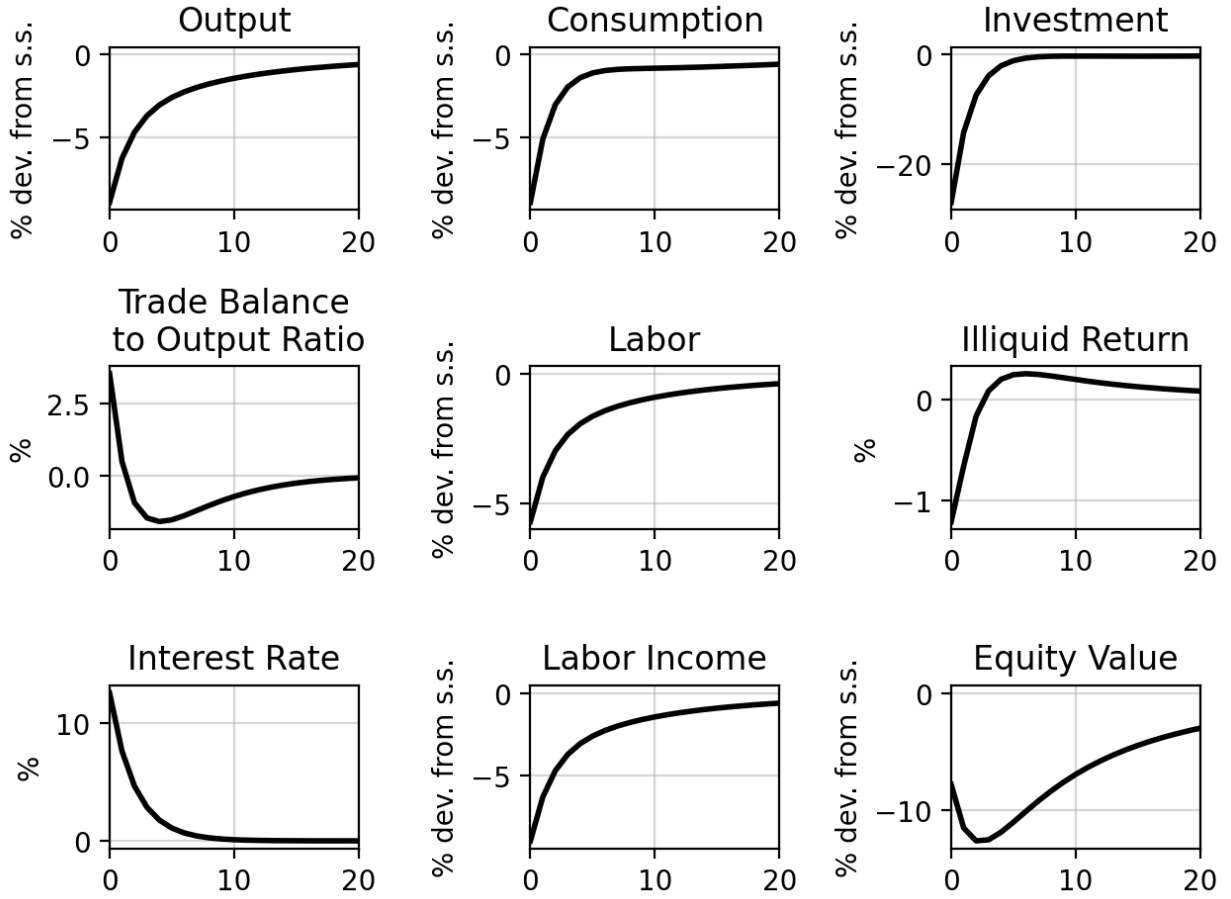 Output
Consumption
Investment
% dev. from s.s.
0
−5
0 10 20
% dev. from s.s.
0
−5
0 10 20
% dev. from s.s.
0
−20
0 10 20
Trade Balance
to Output Ratio
Labor
Illiquid Return
%
2.5
0.0
0 10 20
% dev. from s.s.
0
−5
0 10 20
%
0
−1
0 10 20
Interest Rate
Labor Income
Equity Value
%
10
0
0 10 20
% dev. from s.s.
0
−5
0 10 20
% dev. from s.s.
0
−10
0 10 20